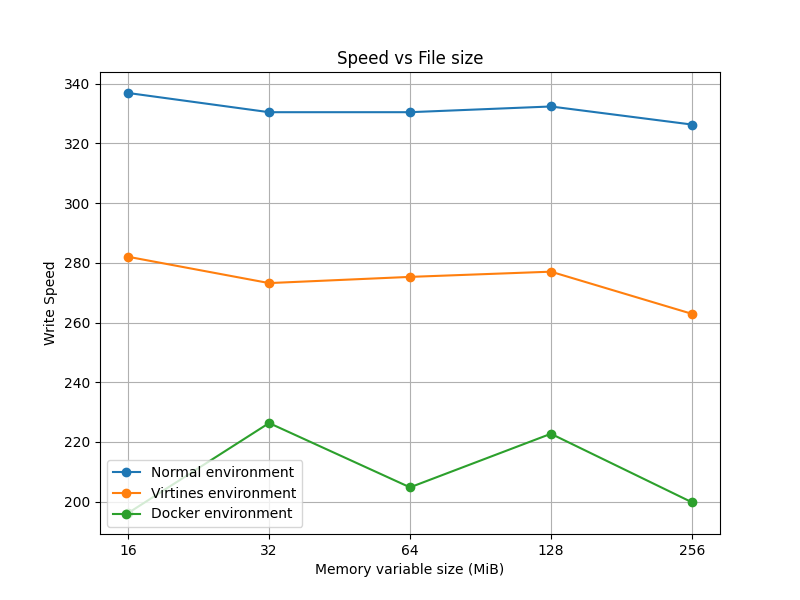 Speed vs File size
Write Speed
340
320
300
280
260
240
220
200
Normal environment
Virtines environment
Docker environment
16 32 64 128 256
Memory variable size (MiB)